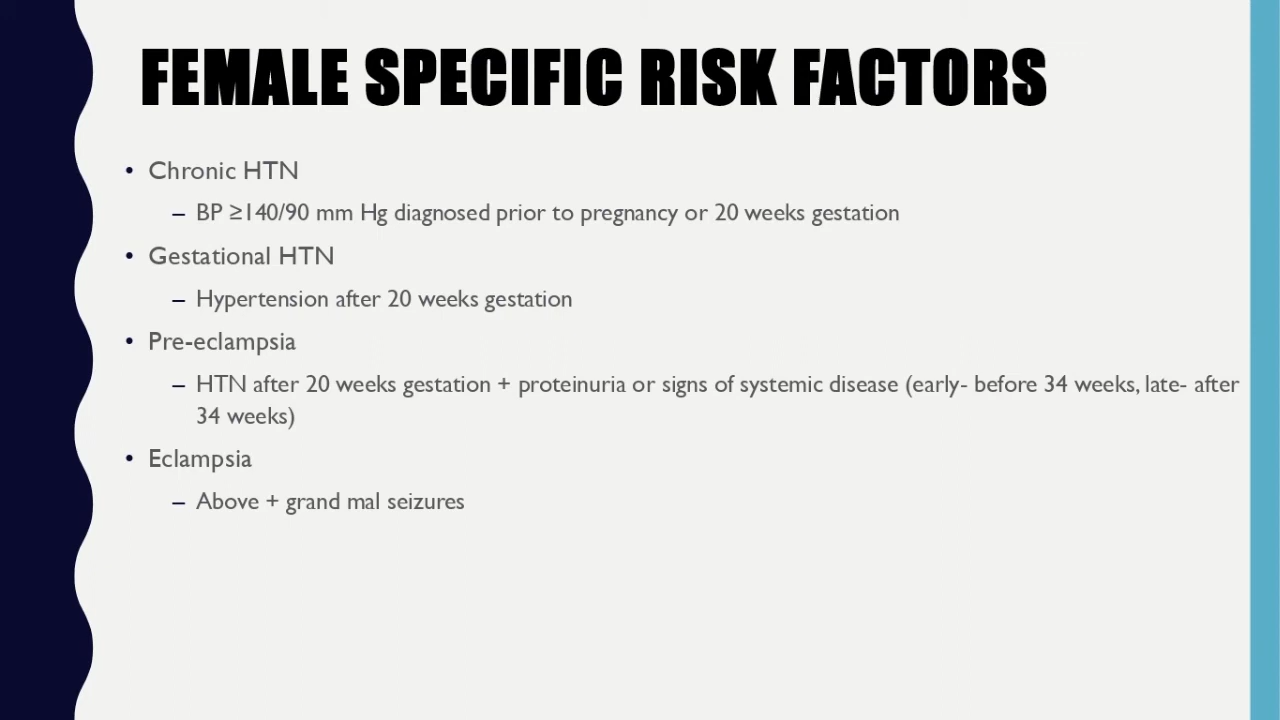 FEMALE SPECIFIC RISK FACTORS
• Chronic HTN
– BP ≥140/90 mm Hg diagnosed prior to pregnancy or 20 weeks gestation
• Gestational HTN
– Hypertension after 20 weeks gestation
• Pre-eclampsia
– HTN after 20 weeks gestation + proteinuria or signs of systemic disease (early- before 34 weeks, late- after
34 weeks)
• Eclampsia
– Above + grand mal seizures